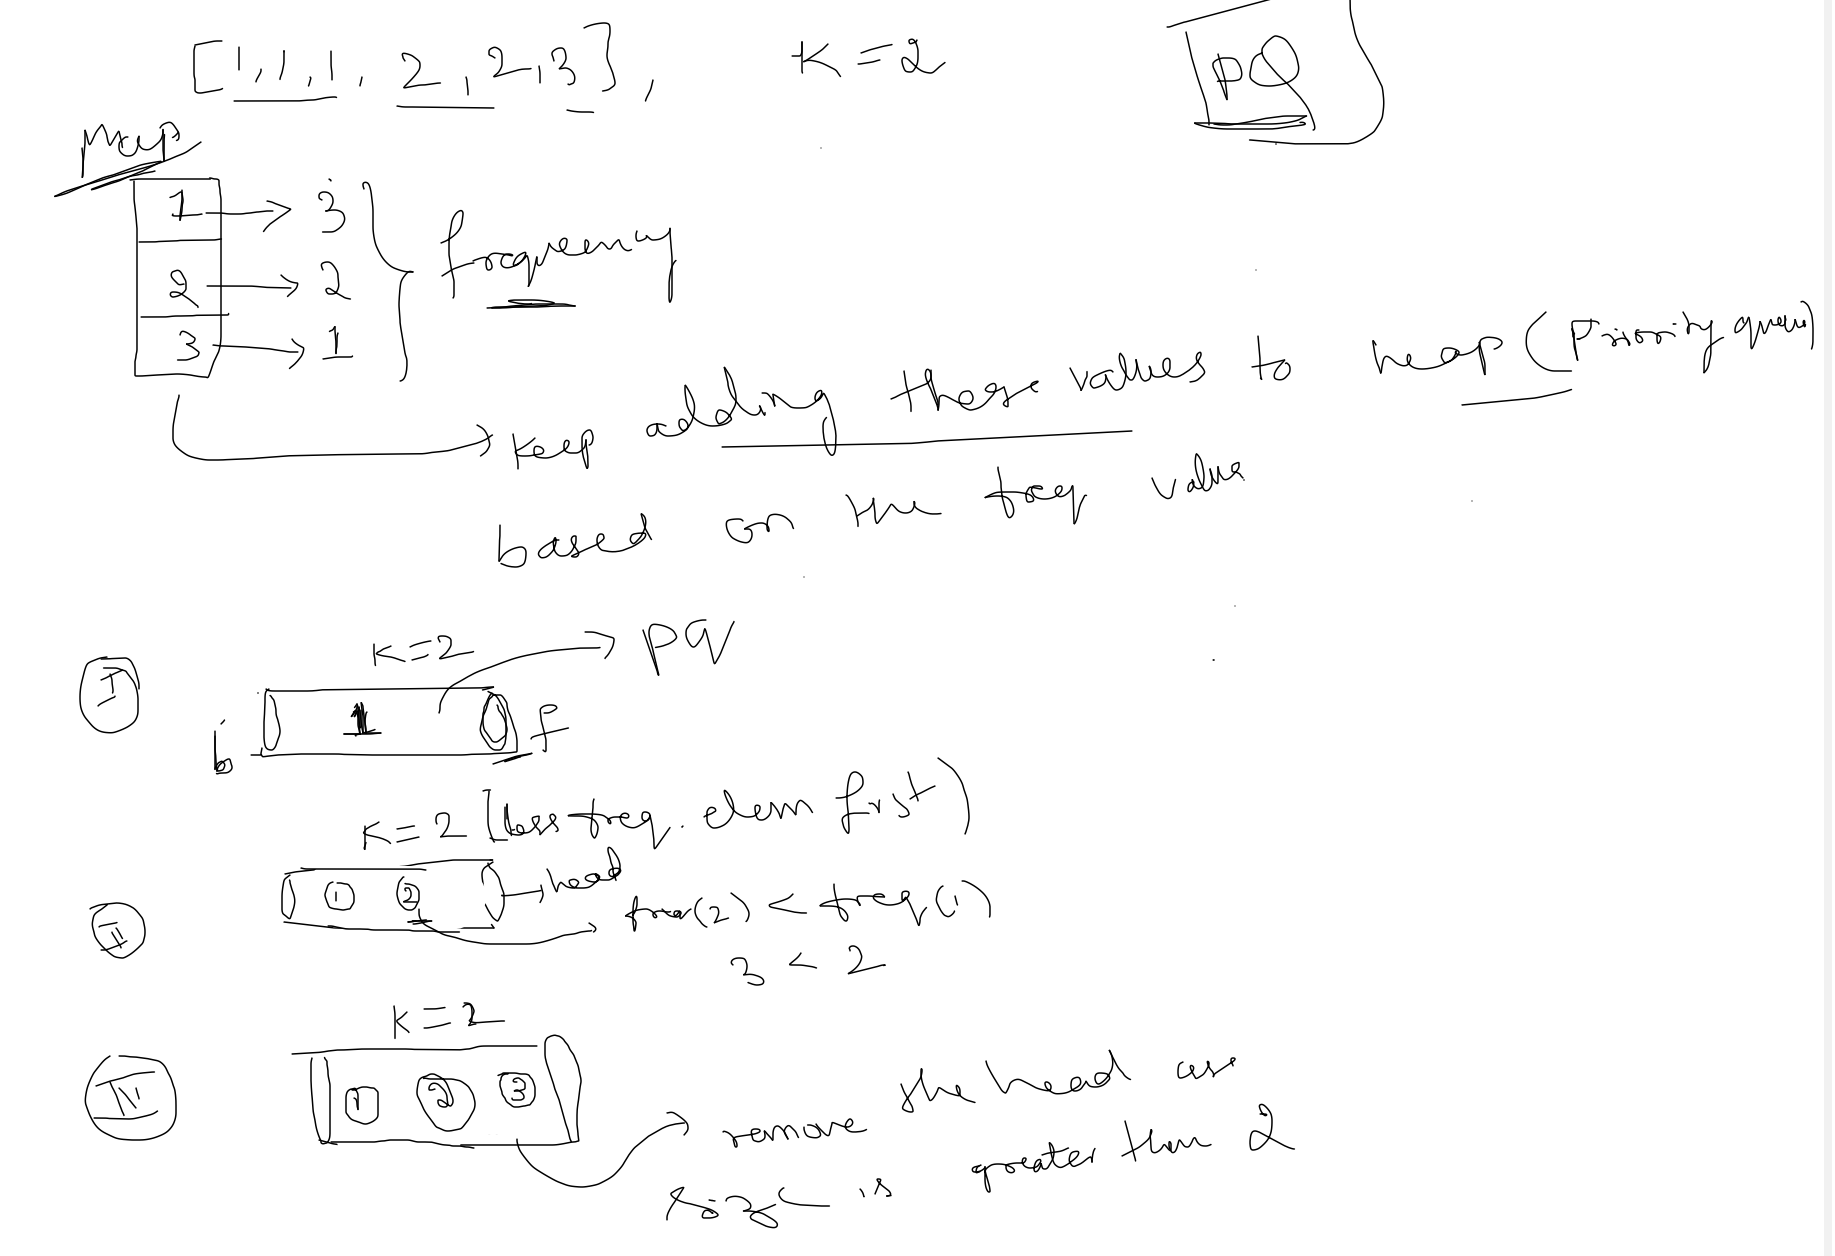 [1,1,1, 2,2,3], K=2 PQ
Map
1 → 3
2 → 2
3 → 1
frequency
→ Keep adding these values to heap (Priority queue)
based on the freq value
I
K=2 → pq
b 1 f
K=2 [less freq. elem first)
II
1 2 → head
freq(2) < freq(1)
3 < 2
K=2
1 2 3
→ remove the head as
size is greater than 2